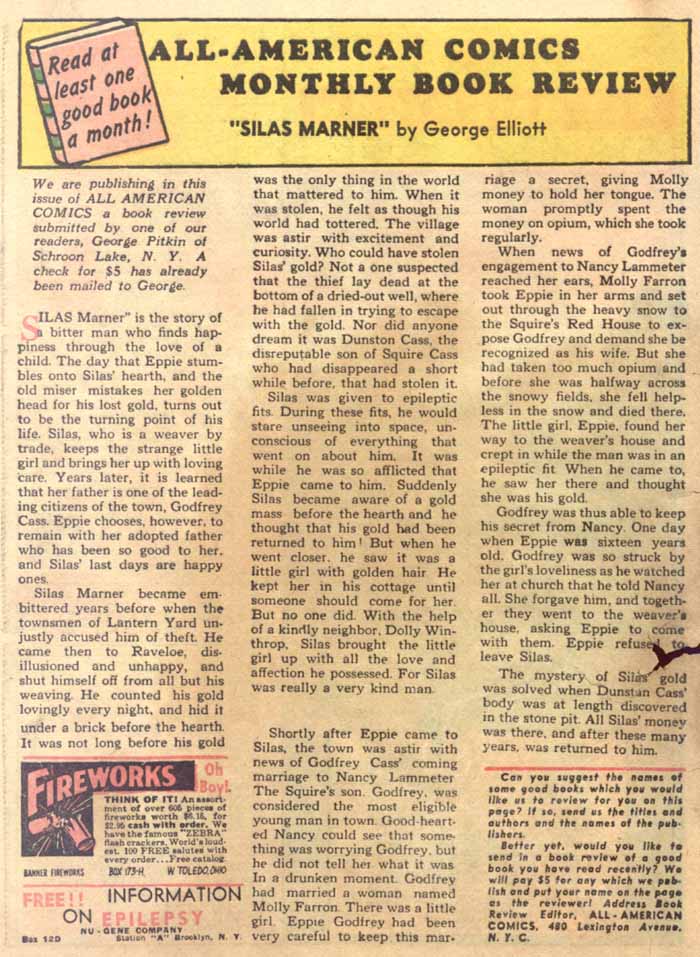 Read at
least one
good book
a month!
ALL-AMERICAN COMICS
MONTHLY BOOK REVIEW
"SILAS MARNER" by George Elliott
We are publishing in this
issue of ALL AMERICAN
COMICS a book review
submitted by one of our
readers, George Pitkin of
Schroon Lake, N. Y. A
check for $5 has already
been mailed to George.
SILAS Marner" is the story of
a bitter man who finds hap-
piness through the love of a
child. The day that Eppie stum-
bles onto Silas' hearth, and the
old miser mistakes her golden
head for his lost gold, turns out
to be the turning point of his
life. Silas, who is a weaver by
trade, keeps the strange little
girl and brings her up with loving
care. Years later, it is learned
that her father is one of the lead-
ing citizens of the town, Godfrey
Cass. Eppie chooses, however, to
remain with her adopted father
who has been so good to her,
and Silas' last days are happy
ones.
Silas Marner became em-
bittered years before when the
townsmen of Lantern Yard un-
justly accused him of theft. He
came then to Raveloe, dis-
illusioned and unhappy, and
shut himself off from all but his
weaving. He counted his gold
lovingly every night, and hid it
under a brick before the hearth.
It was not long before his gold
FIREWORKS Oh
Boy!
THINK OF IT! An assort-
ment of over 606 pieces of
fireworks worth $6.15, for
$2.95 cash with order. We
have the famous "ZEBRA"
flash crackers. World's loud-
est. 100 FREE salutes with
every order...Free catalog.
BANNER FIREWORKS BOX 173-H, W TOLEDO, OHIO
FREE!! INFORMATION
ON EPILEPSY
NU-GENE COMPANY
Box 12D Station "A" Brooklyn, N. Y.
was the only thing in the world
that mattered to him. When it
was stolen, he felt as though his
world had tottered. The village
was astir with excitement and
curiosity. Who could have stolen
Silas' gold? Not a one suspected
that the thief lay dead at the
bottom of a dried-out well, where
he had fallen in trying to escape
with the gold. Nor did anyone
dream it was Dunston Cass, the
disreputable son of Squire Cass
who had disappeared a short
while before, that had stolen it.
Silas was given to epileptic
fits. During these fits, he would
stare unseeing into space, un-
conscious of everything that
went on about him. It was
while he was so afflicted that
Eppie came to him. Suddenly
Silas became aware of a gold
mass before the hearth and he
thought that his gold had been
returned to him! But when he
went closer, he saw it was a
little girl with golden hair He
kept her in his cottage until
someone should come for her.
But no one did. With the help
of a kindly neighbor, Dolly Win-
throp, Silas brought the little
girl up with all the love and
affection he possessed. For Silas
was really a very kind man.
Shortly after Eppie came to
Silas, the town was astir with
news of Godfrey Cass' coming
marriage to Nancy Lammeter
The Squire's son. Godfrey, was
considered the most eligible
young man in town. Good-heart-
ed Nancy could see that some-
thing was worrying Godfrey, but
he did not tell her what it was
In a drunken moment. Godfrey
had married a woman named
Molly Farron. There was a little
girl. Eppie Godfrey had been
very careful to keep this mar-
riage a secret, giving Molly
money to hold her tongue. The
woman promptly spent the
money on opium, which she took
regularly.
When news of Godfrey's
engagement to Nancy Lammeter
reached her ears, Molly Farron
took Eppie in her arms and set
out through the heavy snow to
the Squire's Red House to ex-
pose Godfrey and demand she be
recognized as his wife. But she
had taken too much opium and
before she was halfway across
the snowy fields, she fell help-
less in the snow and died there.
The little girl, Eppie, found her
way to the weaver's house and
crept in while the man was in an
epileptic fit When he came to,
he saw her there and thought
she was his gold.
Godfrey was thus able to keep
his secret from Nancy. One day
when Eppie was sixteen years
old, Godfrey was so struck by
the girl's loveliness as he watched
her at church that he told Nancy
all. She forgave him, and togeth-
er they went to the weaver's
house, asking Eppie to come
with them. Eppie refused to
leave Silas.
The mystery of Silas' gold
was solved when Dunstan Cass'
body was at length discovered
in the stone pit. All Silas' money
was there, and after these many
years, was returned to him.
Can you suggest the names of
some good books which you would
like us to review for you on this
page? If so, send us the titles and
authors and the names of the pub-
lishers.
Better yet, would you like to
send in a book review of a good
book you have read recently? We
will pay $5 for any which we pub-
lish and put your name on the page
as the reviewer! Address Book
Review Editor, ALL-AMERICAN
COMICS, 480 Lexington Avenue,
N. Y. C.